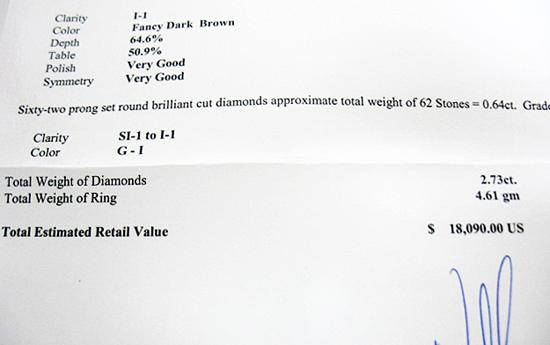 Clarity I-1
Color Fancy Dark Brown
Depth 64.6%
Table 50.9%
Polish Very Good
Symmetry Very Good
Sixty-two prong set round brilliant cut diamonds approximate total weight of 62 Stones = 0.64ct. Grade
Clarity SI-1 to I-1
Color G - I
Total Weight of Diamonds 2.73ct.
Total Weight of Ring 4.61 gm
Total Estimated Retail Value $ 18,090.00 US